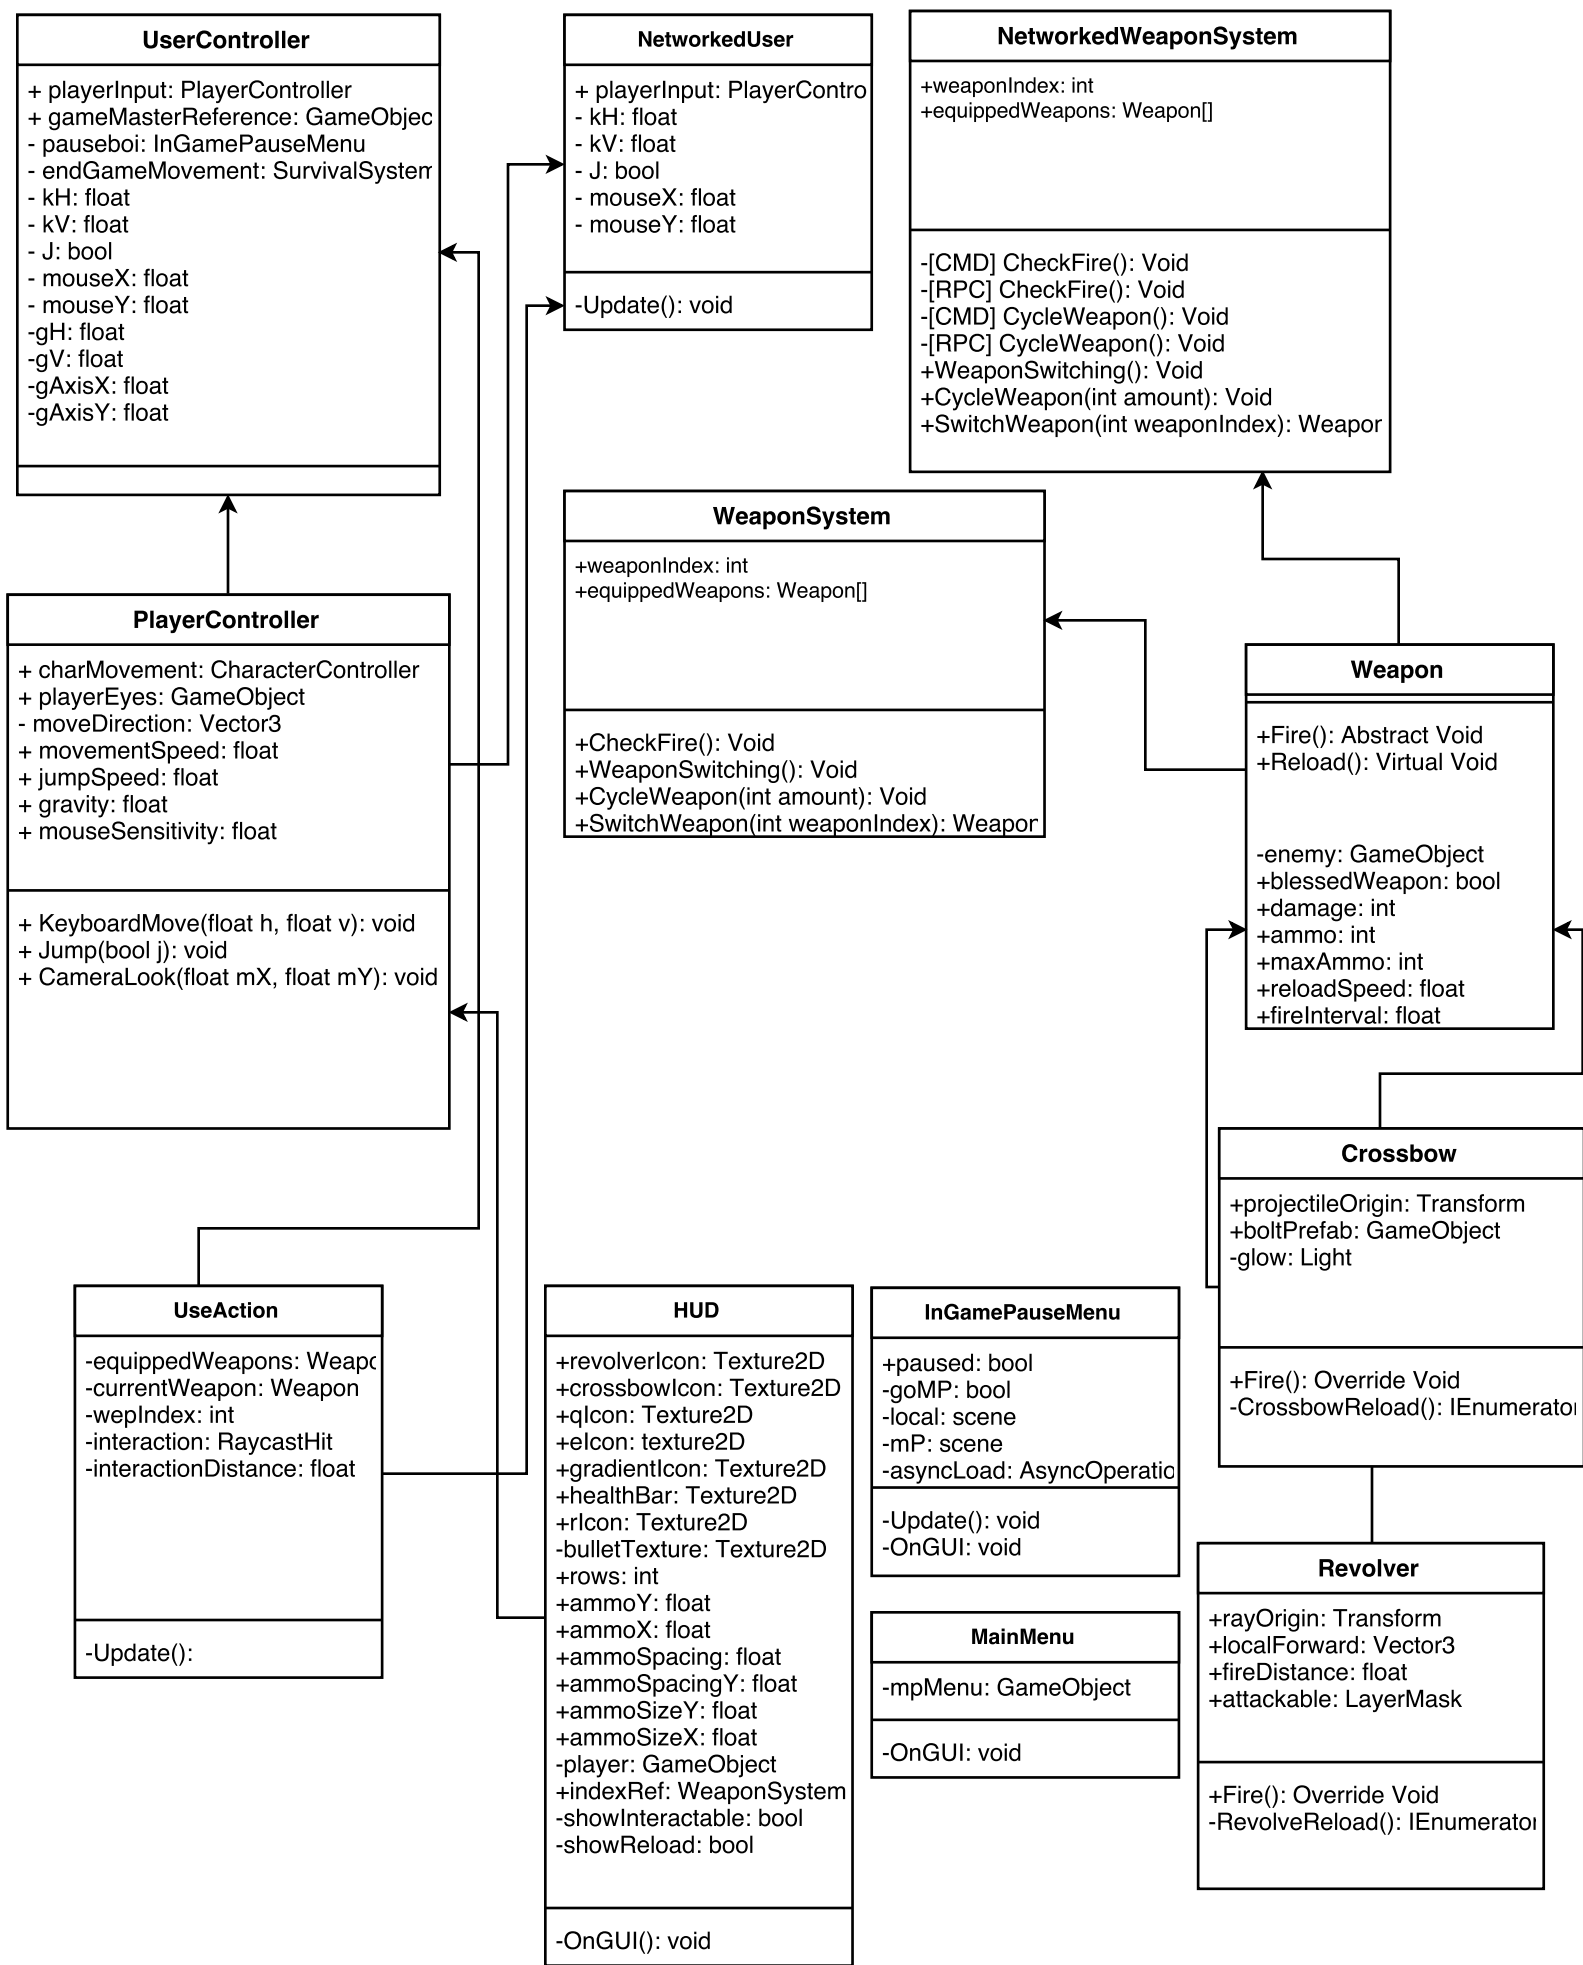 UserController
+ playerInput: PlayerController
+ gameMasterReference: GameObjec
- pauseboi: InGamePauseMenu
- endGameMovement: SurvivalSystem
- kH: float
- kV: float
- J: bool
- mouseX: float
- mouseY: float
-gH: float
-gV: float
-gAxisX: float
-gAxisY: float
NetworkedUser
+ playerInput: PlayerContro
- kH: float
- kV: float
- J: bool
- mouseX: float
- mouseY: float
-Update(): void
NetworkedWeaponSystem
+weaponIndex: int
+equippedWeapons: Weapon[]
-[CMD] CheckFire(): Void
-[RPC] CheckFire(): Void
-[CMD] CycleWeapon(): Void
-[RPC] CycleWeapon(): Void
+WeaponSwitching(): Void
+CycleWeapon(int amount): Void
+SwitchWeapon(int weaponIndex): Weapon
WeaponSystem
+weaponIndex: int
+equippedWeapons: Weapon[]
+CheckFire(): Void
+WeaponSwitching(): Void
+CycleWeapon(int amount): Void
+SwitchWeapon(int weaponIndex): Weapon
PlayerController
+ charMovement: CharacterController
+ playerEyes: GameObject
- moveDirection: Vector3
+ movementSpeed: float
+ jumpSpeed: float
+ gravity: float
+ mouseSensitivity: float
+ KeyboardMove(float h, float v): void
+ Jump(bool j): void
+ CameraLook(float mX, float mY): void
Weapon
+Fire(): Abstract Void
+Reload(): Virtual Void
-enemy: GameObject
+blessedWeapon: bool
+damage: int
+ammo: int
+maxAmmo: int
+reloadSpeed: float
+fireInterval: float
Crossbow
+projectileOrigin: Transform
+boltPrefab: GameObject
-glow: Light
+Fire(): Override Void
-CrossbowReload(): IEnumerator
UseAction
-equippedWeapons: Weapo
-currentWeapon: Weapon
-wepIndex: int
-interaction: RaycastHit
-interactionDistance: float
-Update():
HUD
+revolverIcon: Texture2D
+crossbowIcon: Texture2D
+qIcon: Texture2D
+eIcon: texture2D
+gradientIcon: Texture2D
+healthBar: Texture2D
+rIcon: Texture2D
-bulletTexture: Texture2D
+rows: int
+ammoY: float
+ammoX: float
+ammoSpacing: float
+ammoSpacingY: float
+ammoSizeY: float
+ammoSizeX: float
-player: GameObject
+indexRef: WeaponSystem
-showInteractable: bool
-showReload: bool
-OnGUI(): void
InGamePauseMenu
+paused: bool
-goMP: bool
-local: scene
-mP: scene
-asyncLoad: AsyncOperatio
-Update(): void
-OnGUI: void
MainMenu
-mpMenu: GameObject
-OnGUI: void
Revolver
+rayOrigin: Transform
+localForward: Vector3
+fireDistance: float
+attackable: LayerMask
+Fire(): Override Void
-RevolveReload(): IEnumerator